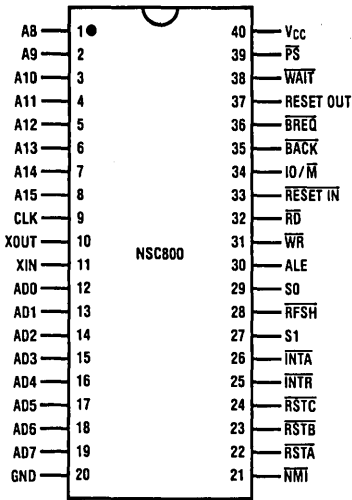 A8 1 40 VCC
A9 2 39 PS
A10 3 38 WAIT
A11 4 37 RESET OUT
A12 5 36 BREQ
A13 6 35 BACK
A14 7 34 IO/M
A15 8 33 RESET IN
CLK 9 32 RD
XOUT 10 31 WR
NSC800
XIN 11 30 ALE
AD0 12 29 S0
AD1 13 28 RFSH
AD2 14 27 S1
AD3 15 26 INTA
AD4 16 25 INTR
AD5 17 24 RSTC
AD6 18 23 RSTB
AD7 19 22 RSTA
GND 20 21 NMI